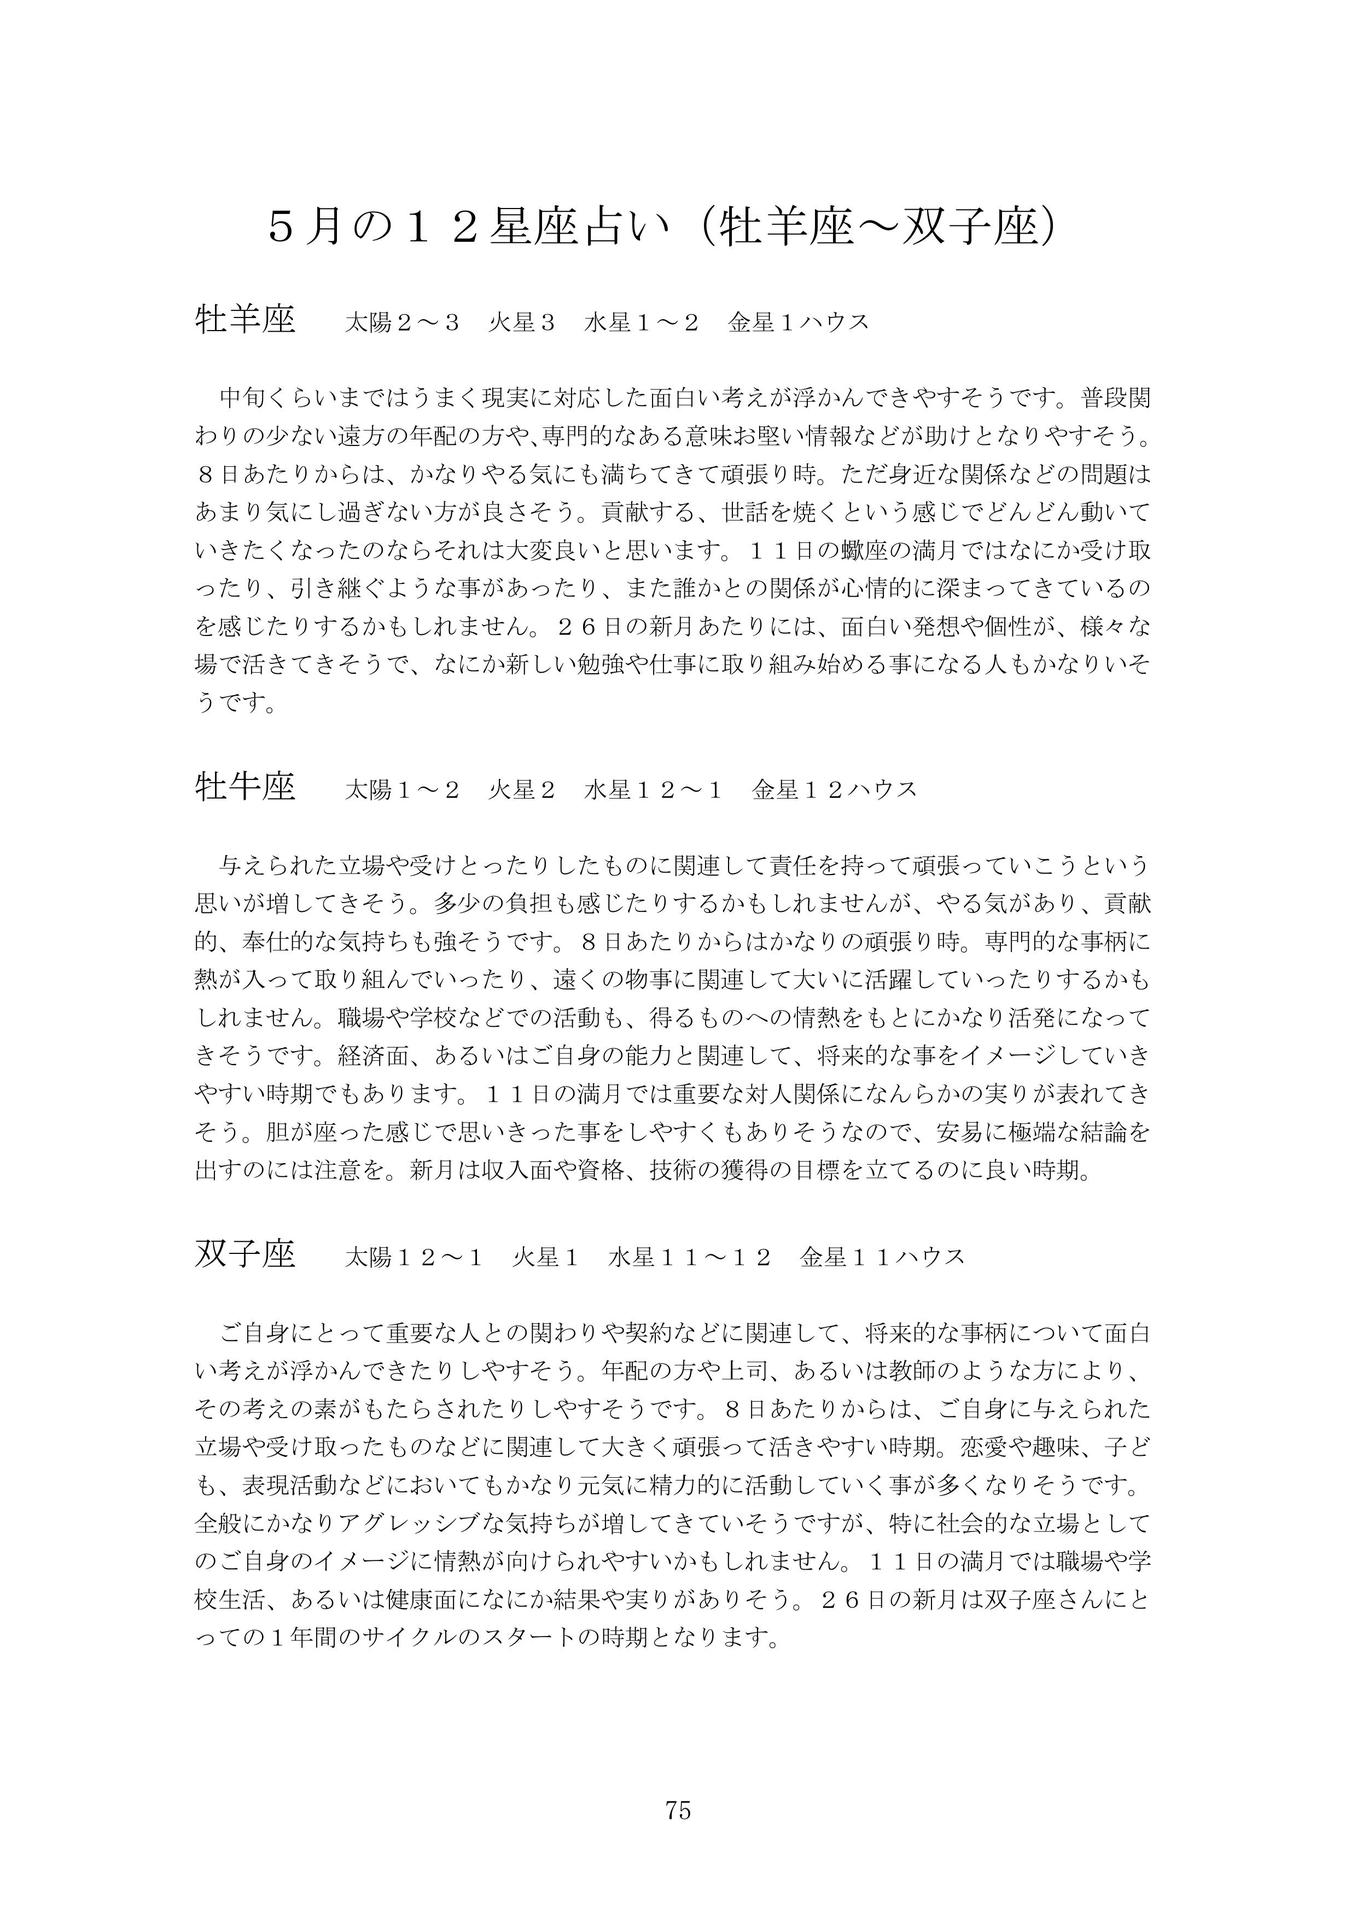 ５月の１２星座占い（牡羊座～双子座）
牡羊座　太陽２～３　火星３　水星１～２　金星１ハウス
　中旬くらいまではうまく現実に対応した面白い考えが浮かんできやすそうです。普段関
わりの少ない遠方の年配の方や、専門的なある意味お堅い情報などが助けとなりやすそう。
８日あたりからは、かなりやる気にも満ちてきて頑張り時。ただ身近な関係などの問題は
あまり気にし過ぎない方が良さそう。貢献する、世話を焼くという感じでどんどん動いて
いきたくなったのならそれは大変良いと思います。１１日の蠍座の満月ではなにか受け取
ったり、引き継ぐような事があったり、また誰かとの関係が心情的に深まってきているの
を感じたりするかもしれません。２６日の新月あたりには、面白い発想や個性が、様々な
場で活きてきそうで、なにか新しい勉強や仕事に取り組み始める事になる人もかなりいそ
うです。
牡牛座　太陽１～２　火星２　水星１２～１　金星１２ハウス
　与えられた立場や受けとったりしたものに関連して責任を持って頑張っていこうという
思いが増してきそう。多少の負担も感じたりするかもしれませんが、やる気があり、貢献
的、奉仕的な気持ちも強そうです。８日あたりからはかなりの頑張り時。専門的な事柄に
熱が入って取り組んでいったり、遠くの物事に関連して大いに活躍していったりするかも
しれません。職場や学校などでの活動も、得るものへの情熱をもとにかなり活発になって
きそうです。経済面、あるいはご自身の能力と関連して、将来的な事をイメージしていき
やすい時期でもあります。１１日の満月では重要な対人関係になんらかの実りが表れてき
そう。胆が座った感じで思いきった事をしやすくもありそうなので、安易に極端な結論を
出すのには注意を。新月は収入面や資格、技術の獲得の目標を立てるのに良い時期。
双子座　太陽１２～１　火星１　水星１１～１２　金星１１ハウス
　ご自身にとって重要な人との関わりや契約などに関連して、将来的な事柄について面白
い考えが浮かんできたりしやすそう。年配の方や上司、あるいは教師のような方により、
その考えの素がもたらされたりしやすそうです。８日あたりからは、ご自身に与えられた
立場や受け取ったものなどに関連して大きく頑張って活きやすい時期。恋愛や趣味、子ど
も、表現活動などにおいてもかなり元気に精力的に活動していく事が多くなりそうです。
全般にかなりアグレッシブな気持ちが増してきていそうですが、特に社会的な立場として
のご自身のイメージに情熱が向けられやすいかもしれません。１１日の満月では職場や学
校生活、あるいは健康面になにか結果や実りがありそう。２６日の新月は双子座さんにと
っての１年間のサイクルのスタートの時期となります。
75